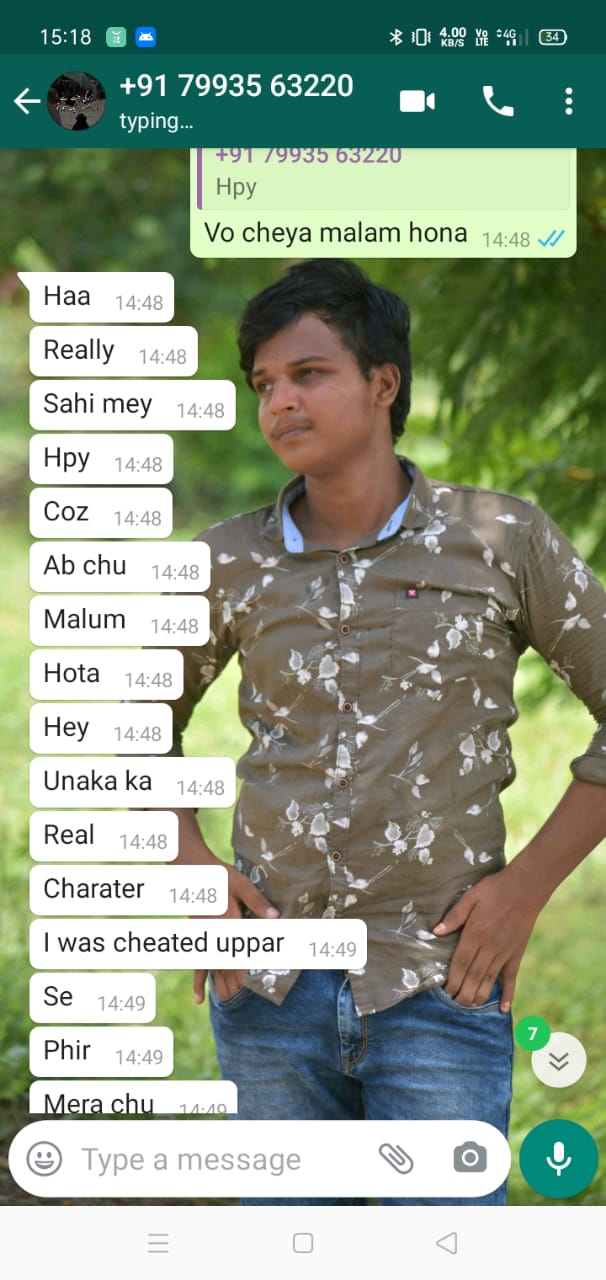 15:18
4.00
KB/S
Vo
LTE
4G
34
+91 79935 63220
typing...
+91 79935 63220
Hpy
Vo cheya malam hona 14:48
Haa 14:48
Really 14:48
Sahi mey 14:48
Hpy 14:48
Coz 14:48
Ab chu 14:48
Malum 14:48
Hota 14:48
Hey 14:48
Unaka ka 14:48
Real 14:48
Charater 14:48
I was cheated uppar 14:49
Se 14:49
Phir 14:49
Mera chu 14:49
7
Type a message